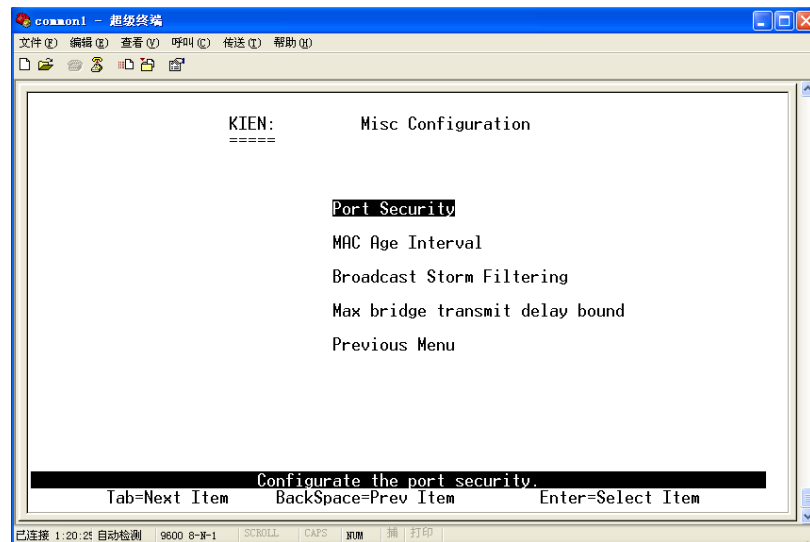 common1 - 超级终端
文件(F) 编辑(E) 查看(V) 呼叫(C) 传送(T) 帮助(H)
KIEN: Misc Configuration
=====
Port Security
MAC Age Interval
Broadcast Storm Filtering
Max bridge transmit delay bound
Previous Menu
Configurate the port security.
Tab=Next Item BackSpace=Prev Item Enter=Select Item
已连接 1:20:25 自动检测 9600 8-N-1 SCROLL CAPS NUM 捕 打印